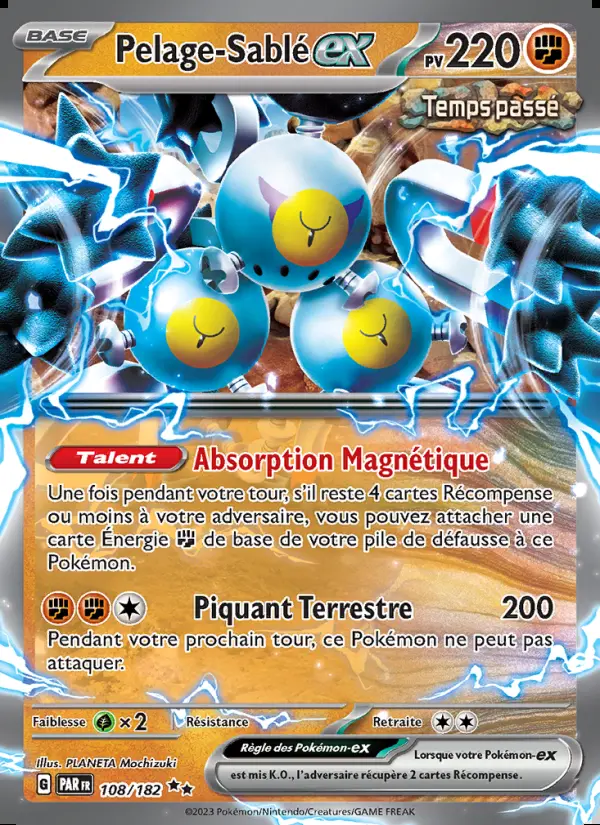 BASE Pelage-Sablé ex PV 220
Temps passé
Talent Absorption Magnétique
Une fois pendant votre tour, s'il reste 4 cartes Récompense
ou moins à votre adversaire, vous pouvez attacher une
carte Énergie de base de votre pile de défausse à ce
Pokémon.
Piquant Terrestre 200
Pendant votre prochain tour, ce Pokémon ne peut pas
attaquer.
Faiblesse ×2 Résistance Retraite
Illus. PLANETA Mochizuki
Règle des Pokémon-ex Lorsque votre Pokémon-ex
est mis K.O., l'adversaire récupère 2 cartes Récompense.
G PAR FR 108/182
©2023 Pokémon/Nintendo/Creatures/GAME FREAK